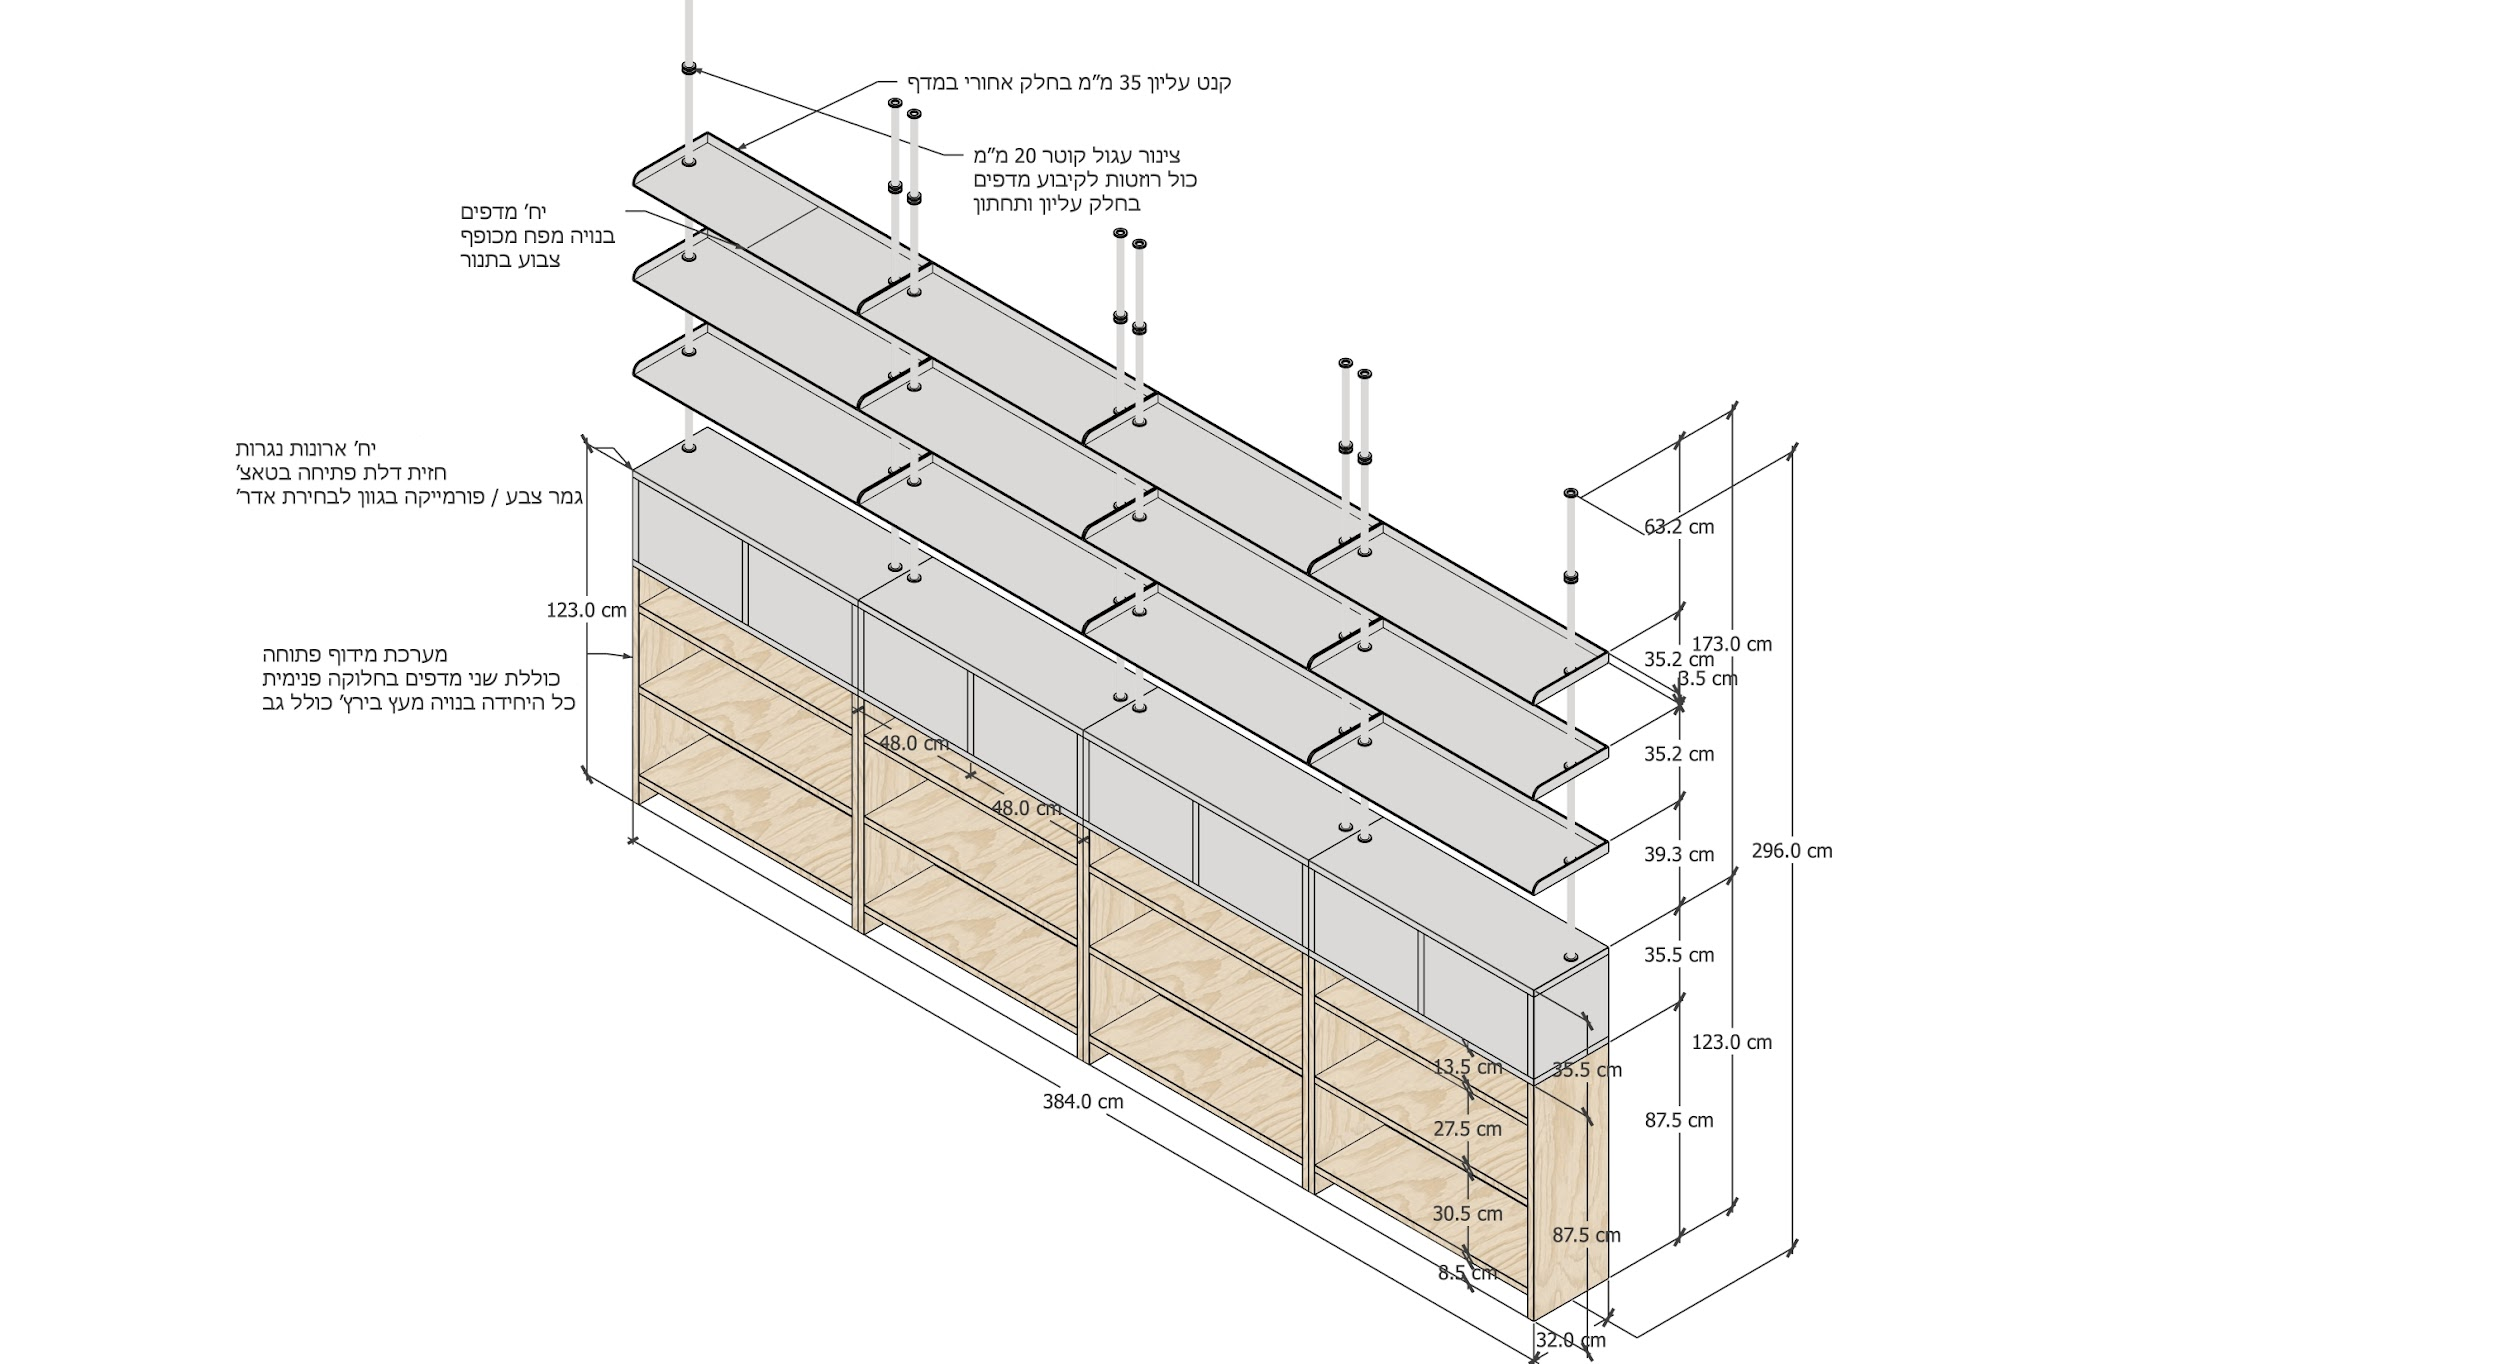 קנט עליון 35 מ"מ בחלק אחורי במדף
צינור עגול קוטר 20 מ"מ
כול רוזטות לקיבוע מדפים
בחלק עליון ותחתון
יח' מדפים
בנויה מפח מכופף
צבוע בתנור
יח' ארונות נגרות
חזית דלת פתיחה בטאצ'
גמר צבע / פורמייקה בגוון לבחירת אדר'
123.0 cm
מערכת מידוף פתוחה
כוללת שני מדפים בחלוקה פנימית
כל היחידה בנויה מעץ בירץ' כולל גב
63.2 cm
173.0 cm
35.2 cm
3.5 cm
35.2 cm
39.3 cm
296.0 cm
35.5 cm
123.0 cm
87.5 cm
48.0 cm
48.0 cm
384.0 cm
13.5 cm
35.5 cm
27.5 cm
30.5 cm
87.5 cm
8.5 cm
32.0 cm